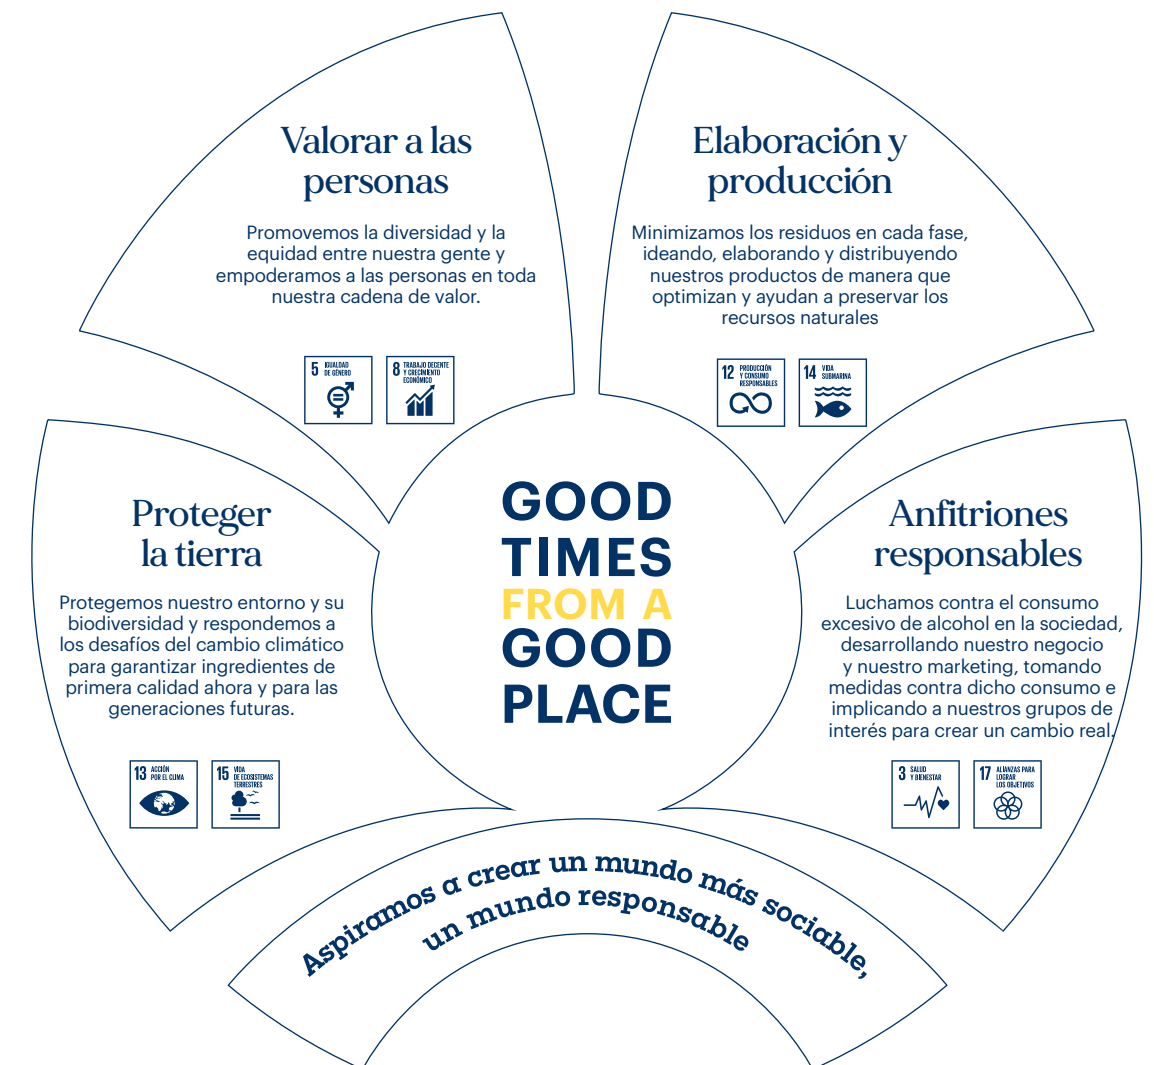 Valorar a las
personas
Promovemos la diversidad y la
equidad entre nuestra gente y
empoderamos a las personas en toda
nuestra cadena de valor.
5 IGUALDAD
DE GÉNERO
8 TRABAJO DECENTE
Y CRECIMIENTO
ECONÓMICO
Elaboración y
producción
Minimizamos los residuos en cada fase,
ideando, elaborando y distribuyendo
nuestros productos de manera que
optimizan y ayudan a preservar los
recursos naturales
12 PRODUCCIÓN
Y CONSUMO
RESPONSABLES
14 VIDA
SUBMARINA
Proteger
la tierra
Protegemos nuestro entorno y su
biodiversidad y respondemos a
los desafíos del cambio climático
para garantizar ingredientes de
primera calidad ahora y para las
generaciones futuras.
13 ACCIÓN
POR EL CLIMA
15 VIDA
DE ECOSISTEMAS
TERRESTRES
GOOD
TIMES
FROM A
GOOD
PLACE
Anfitriones
responsables
Luchamos contra el consumo
excesivo de alcohol en la sociedad,
desarrollando nuestro negocio
y nuestro marketing, tomando
medidas contra dicho consumo e
implicando a nuestros grupos de
interés para crear un cambio real.
3 SALUD
Y BIENESTAR
17 ALIANZAS PARA
LOGRAR
LOS OBJETIVOS
Aspiramos a crear un mundo más sociable,
un mundo responsable